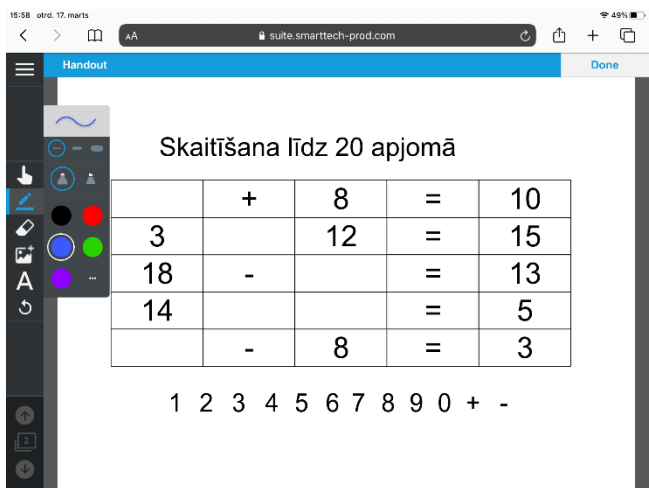 15:58 otrd. 17. marts 49%
AA suite.smarttech-prod.com
Handout Done
Skaitīšana līdz 20 apjomā
+ 8 = 10
3 12 = 15
18 - = 13
14 = 5
- 8 = 3
1 2 3 4 5 6 7 8 9 0 + -
A
2